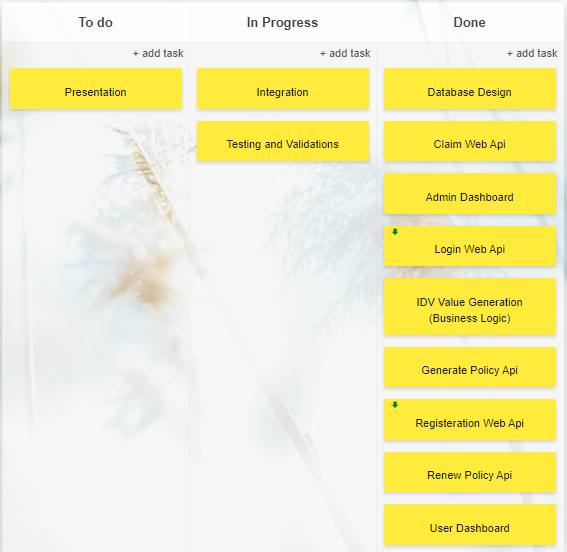 To do
+ add task
Presentation
In Progress
+ add task
Integration
Testing and Validations
Done
+ add task
Database Design
Claim Web Api
Admin Dashboard
Login Web Api
IDV Value Generation
(Business Logic)
Generate Policy Api
Registeration Web Api
Renew Policy Api
User Dashboard